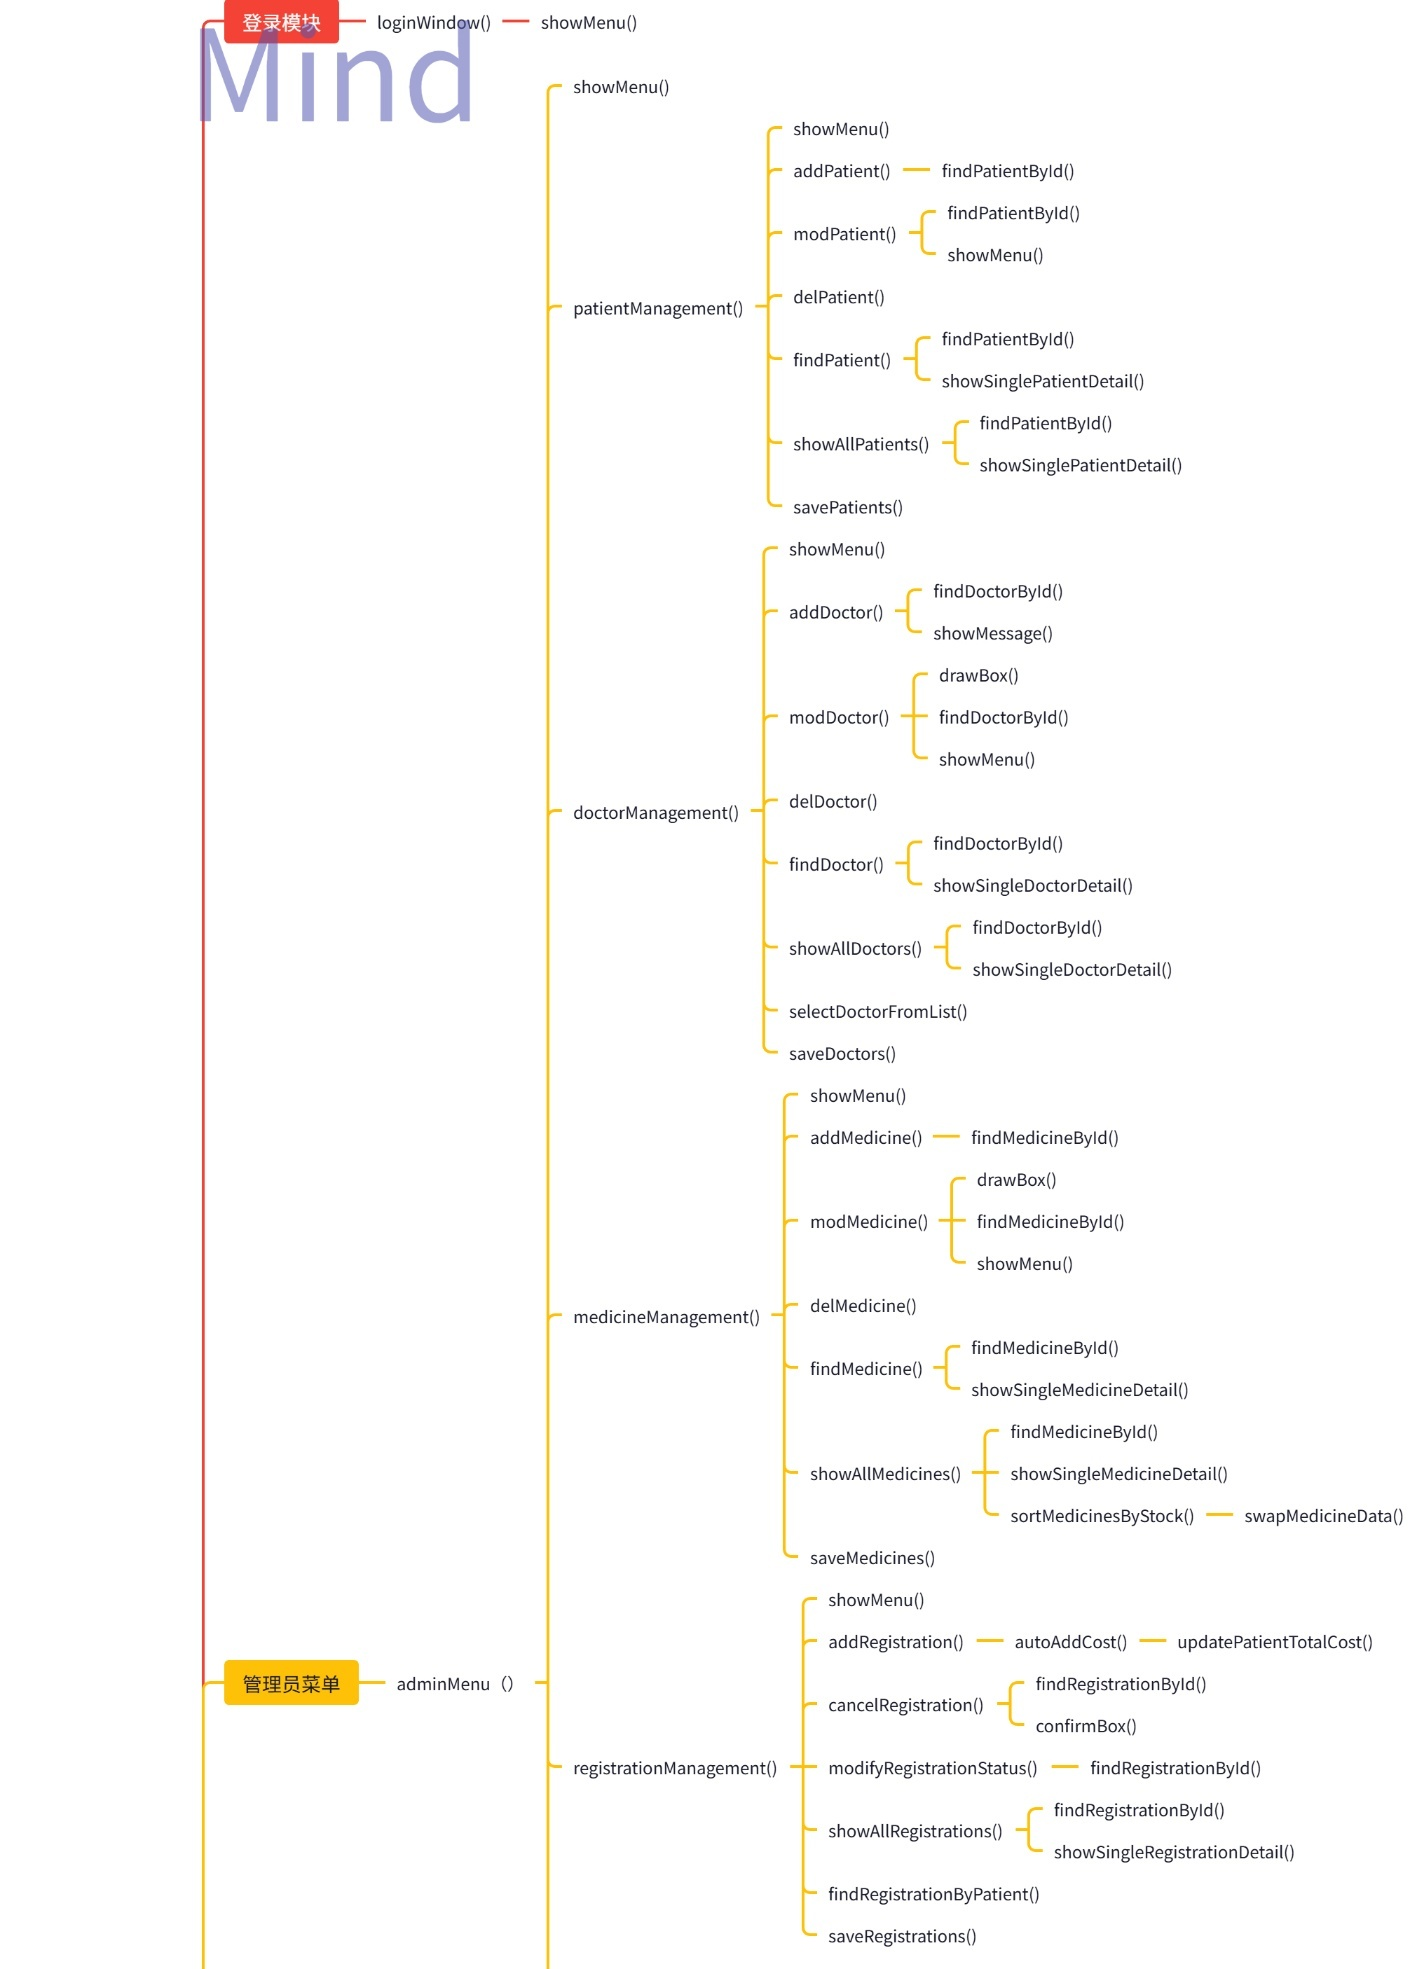 登录模块 loginWindow() showMenu()
Mind
showMenu()
showMenu()
addPatient() findPatientById()
findPatientById()
modPatient()
showMenu()
delPatient()
patientManagement()
findPatientById()
findPatient()
showSinglePatientDetail()
findPatientById()
showAllPatients()
showSinglePatientDetail()
savePatients()
showMenu()
findDoctorById()
addDoctor()
showMessage()
drawBox()
modDoctor() findDoctorById()
showMenu()
delDoctor()
doctorManagement()
findDoctorById()
findDoctor()
showSingleDoctorDetail()
findDoctorById()
showAllDoctors()
showSingleDoctorDetail()
selectDoctorFromList()
saveDoctors()
showMenu()
addMedicine() findMedicineById()
drawBox()
modMedicine() findMedicineById()
showMenu()
delMedicine()
medicineManagement()
findMedicineById()
findMedicine()
showSingleMedicineDetail()
findMedicineById()
showAllMedicines() showSingleMedicineDetail()
sortMedicinesByStock() swapMedicineData()
saveMedicines()
showMenu()
addRegistration() autoAddCost() updatePatientTotalCost()
管理员菜单 adminMenu（） findRegistrationById()
cancelRegistration()
confirmBox()
registrationManagement() modifyRegistrationStatus() findRegistrationById()
findRegistrationById()
showAllRegistrations()
showSingleRegistrationDetail()
findRegistrationByPatient()
saveRegistrations()